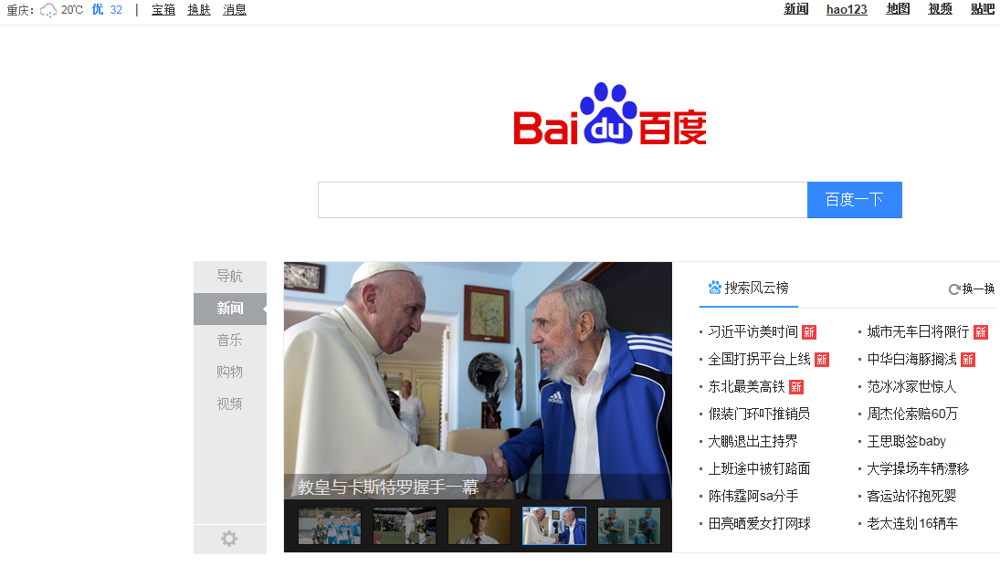 重庆： 20℃ 优 32 | 宝箱 换肤 消息
新闻 hao123 地图 视频 贴吧
Bai du 百度
百度一下
导航
新闻
音乐
购物
视频
adidas
教皇与卡斯特罗握手一幕
搜索风云榜 换一换
· 习近平访美时间 新
· 全国打拐平台上线 新
· 东北最美高铁 新
· 假装门环吓推销员
· 大鹏退出主持界
· 上班途中被钉路面
· 陈伟霆阿sa分手
· 田亮晒爱女打网球
· 城市无车日将限行 新
· 中华白海豚搁浅 新
· 范冰冰家世惊人
· 周杰伦索赔60万
· 王思聪签baby
· 大学操场车辆漂移
· 客运站怀抱死婴
· 老太连划16辆车